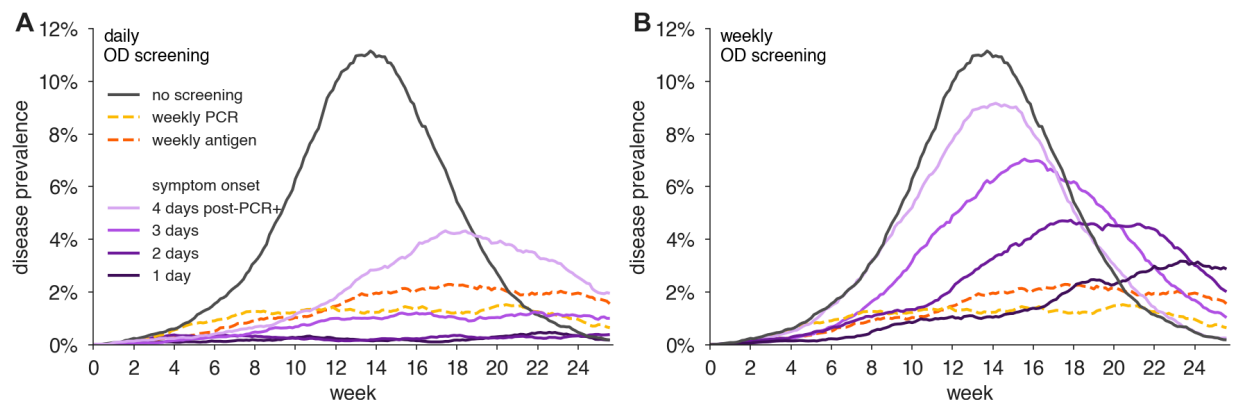 A
daily
OD screening
12%
10%
8%
6%
4%
2%
0%
disease prevalence
no screening
weekly PCR
weekly antigen
symptom onset
4 days post-PCR+
3 days
2 days
1 day
0 2 4 6 8 10 12 14 16 18 20 22 24
week
B
weekly
OD screening
12%
10%
8%
6%
4%
2%
0%
disease prevalence
0 2 4 6 8 10 12 14 16 18 20 22 24
week